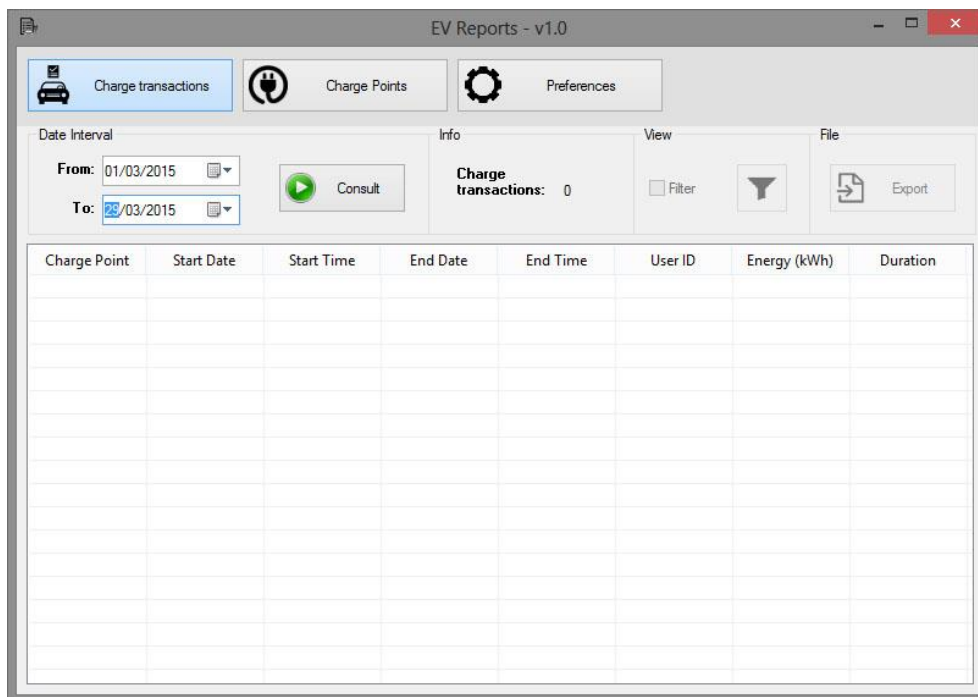 EV Reports - v1.0
Charge transactions
Charge Points
Preferences
Date Interval
Info
View
File
From: 01/03/2015
To: 29/03/2015
Consult
Charge
transactions: 0
Filter
Export
Charge Point Start Date Start Time End Date End Time User ID Energy (kWh) Duration